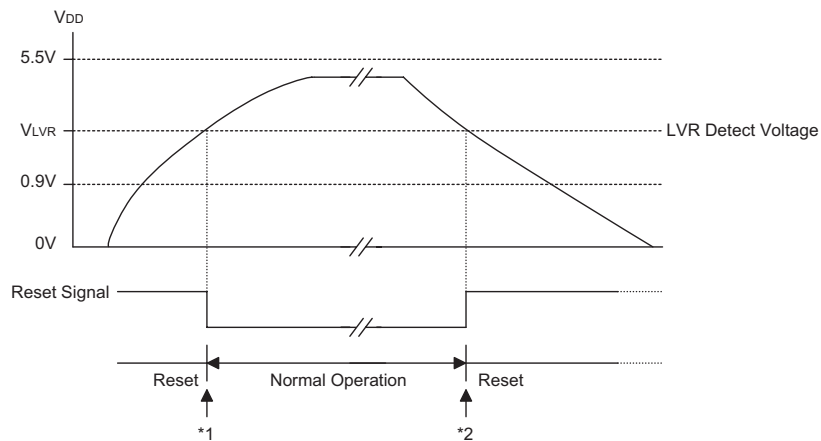 VDD
5.5V
VLVR
LVR Detect Voltage
0.9V
0V
Reset Signal
Reset
Normal Operation
Reset
*1
*2